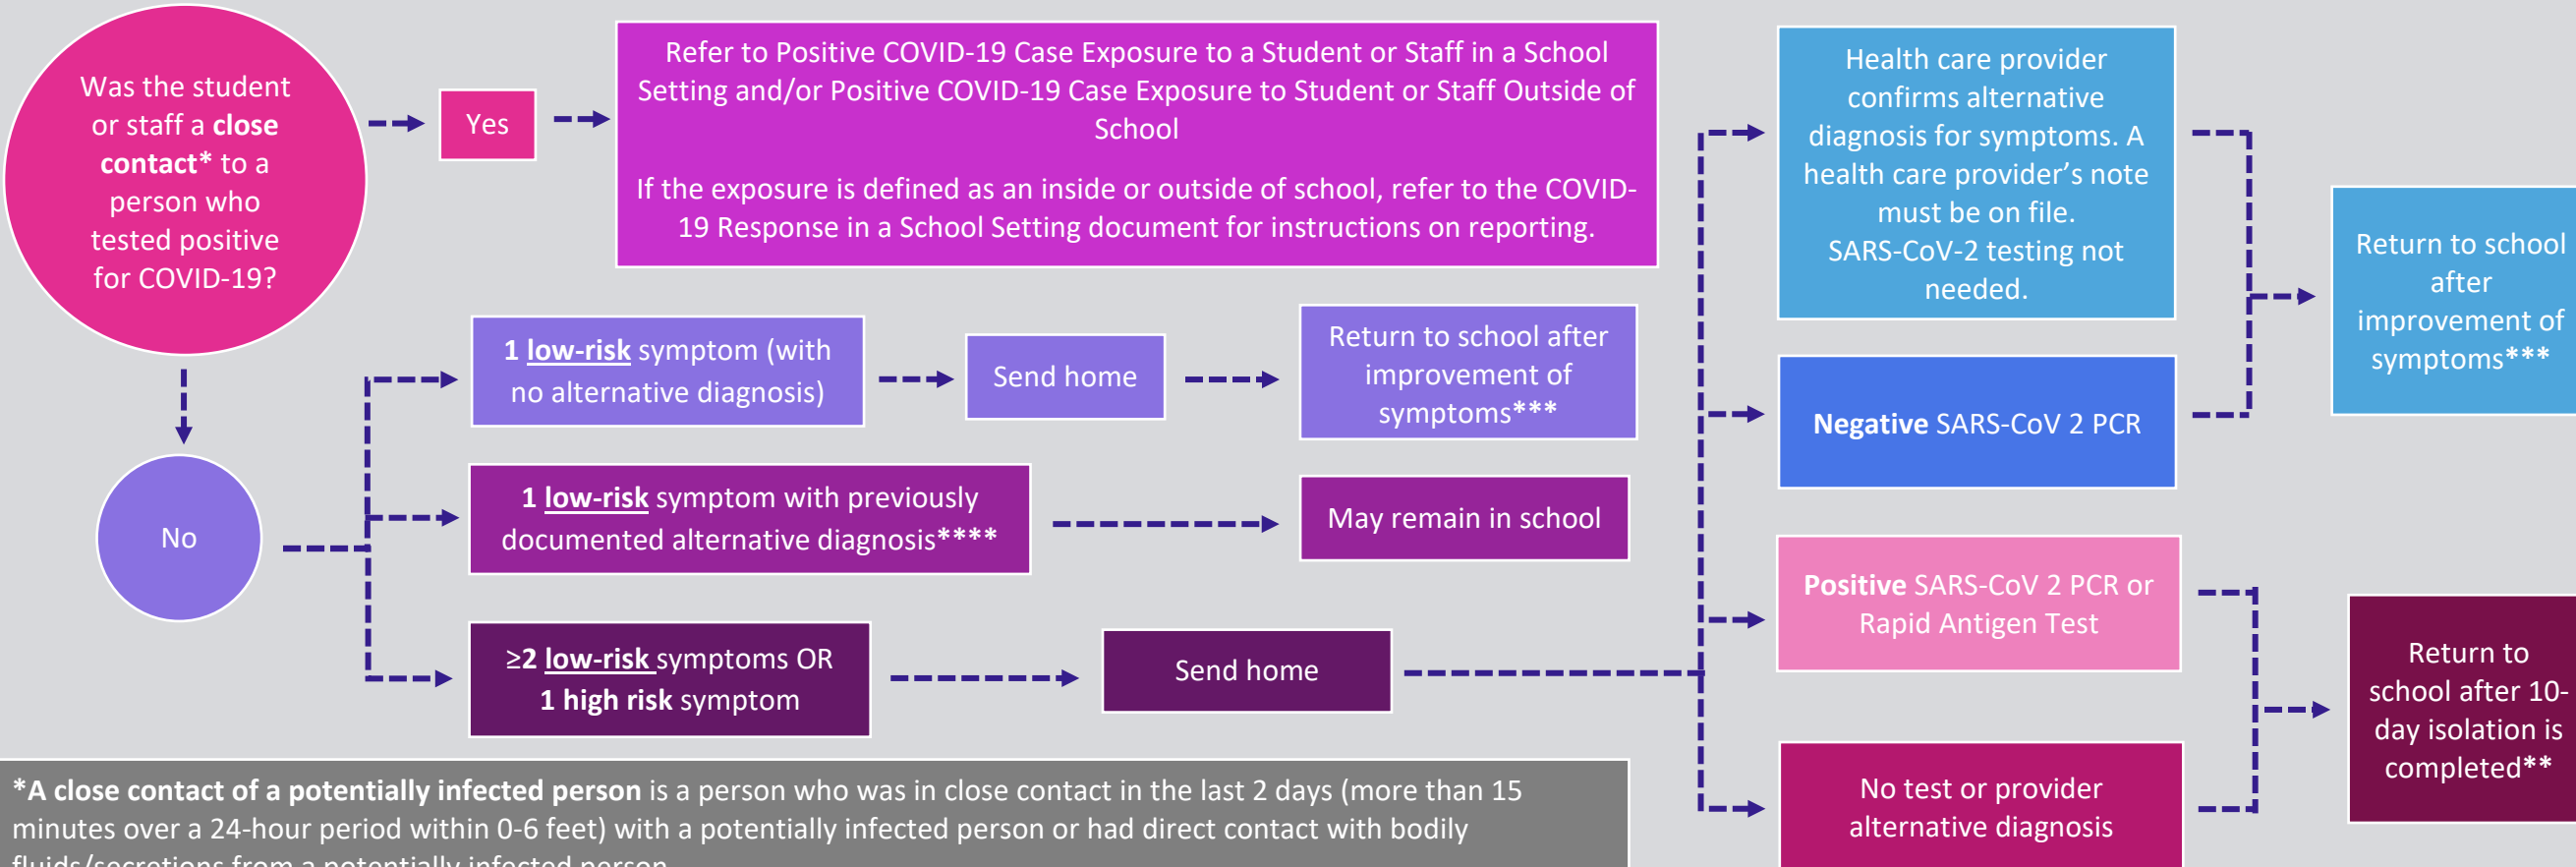 Was the student
or staff a close
contact* to a
person who
tested positive
for COVID-19?
Yes
Refer to Positive COVID-19 Case Exposure to a Student or Staff in a School
Setting and/or Positive COVID-19 Case Exposure to Student or Staff Outside of
School
If the exposure is defined as an inside or outside of school, refer to the COVID-
19 Response in a School Setting document for instructions on reporting.
No
1 low-risk symptom (with
no alternative diagnosis)
Send home
Return to school after
improvement of
symptoms***
1 low-risk symptom with previously
documented alternative diagnosis****
May remain in school
≥2 low-risk symptoms OR
1 high risk symptom
Send home
Health care provider
confirms alternative
diagnosis for symptoms. A
health care provider’s note
must be on file.
SARS-CoV-2 testing not
needed.
Negative SARS-CoV 2 PCR
Return to school
after
improvement of
symptoms***
Positive SARS-CoV 2 PCR or
Rapid Antigen Test
No test or provider
alternative diagnosis
Return to
school after 10-
day isolation is
completed**
*A close contact of a potentially infected person is a person who was in close contact in the last 2 days (more than 15
minutes over a 24-hour period within 0-6 feet) with a potentially infected person or had direct contact with bodily
fluids/secretions from a potentially infected person